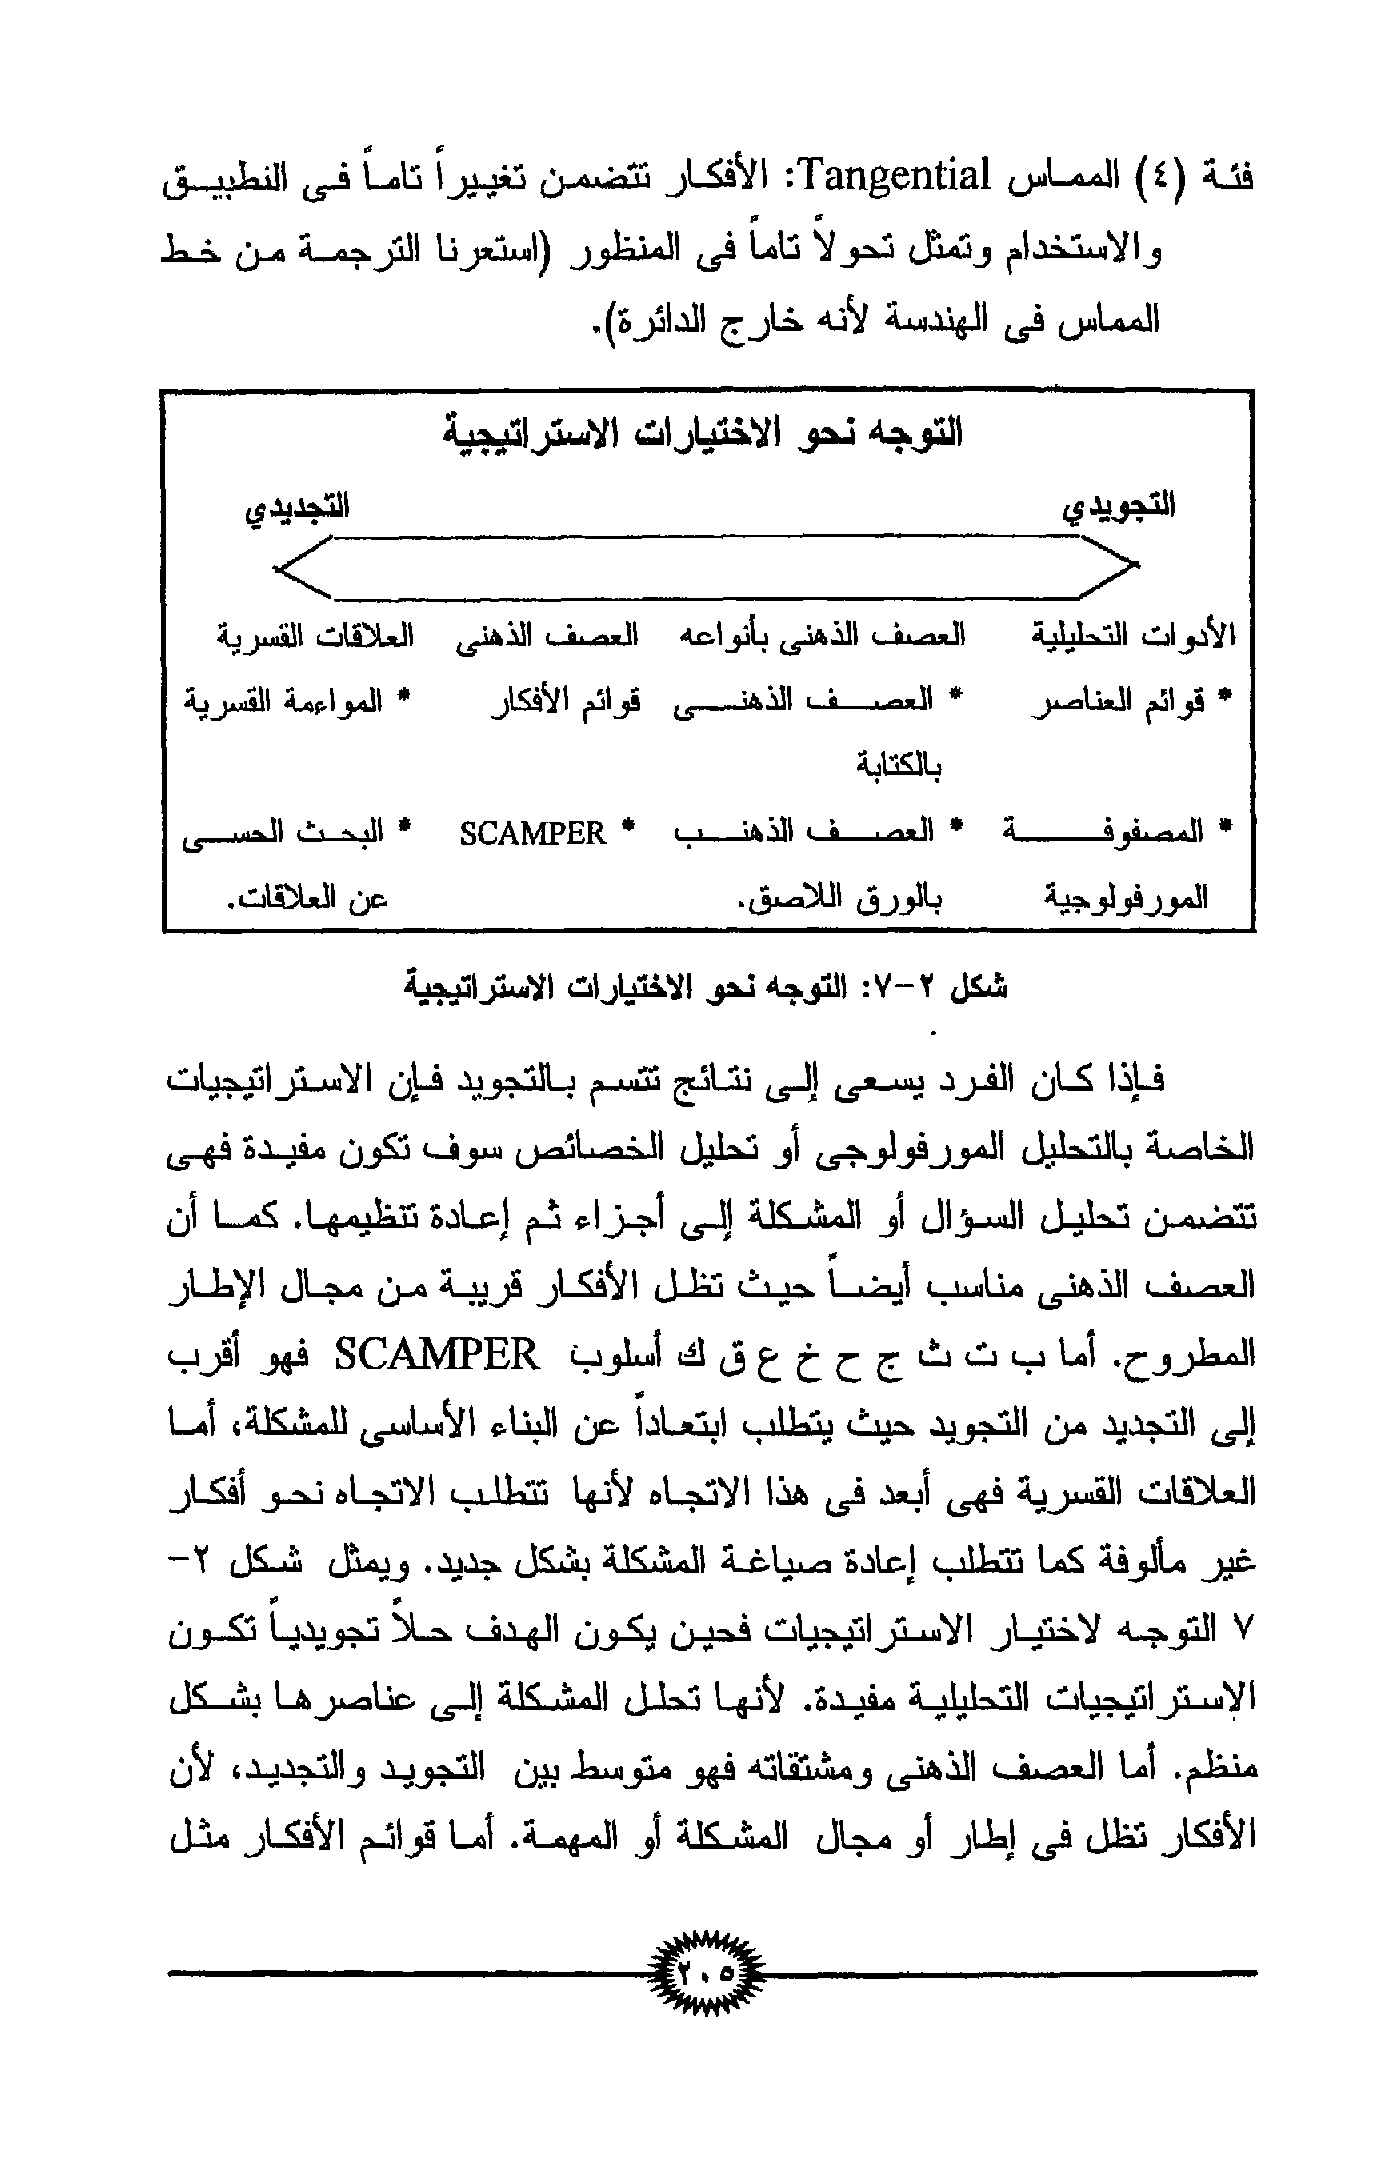 فئة (٤) المماس Tangential: الأفكار تتضمن تغييراً تاماً فى التطبيق
والاستخدام وتمثل تحولاً تاماً فى المنظور (استعرنا الترجمة من خط
المماس فى الهندسة لأنه خارج الدائرة).
التوجه نحو الاختيارات الاستراتيجية
التجويدي التجديدي
الأدوات التحليلية العصف الذهنى بأنواعه العصف الذهنى العلاقات القسرية
* قوائم العناصر * العصف الذهنى قوائم الأفكار * المواءمة القسرية
بالكتابة
* المصفوفة * العصف الذهنب * SCAMPER * البحث الحسى
المورفولوجية بالورق اللاصق. عن العلاقات.
شكل ٢-٧: التوجه نحو الاختيارات الاستراتيجية
فإذا كان الفرد يسعى إلى نتائج تتسم بالتجويد فإن الاستراتيجيات
الخاصة بالتحليل المورفولوجى أو تحليل الخصائص سوف تكون مفيدة فهى
تتضمن تحليل السؤال أو المشكلة إلى أجزاء ثم إعادة تنظيمها. كما أن
العصف الذهنى مناسب أيضاً حيث تظل الأفكار قريبة من مجال الإطار
المطروح. أما ب ت ث ج ح خ ع ق ك أسلوب SCAMPER فهو أقرب
إلى التجديد من التجويد حيث يتطلب ابتعاداً عن البناء الأساسى للمشكلة، أما
العلاقات القسرية فهى أبعد فى هذا الاتجاه لأنها تتطلب الاتجاه نحو أفكار
غير مألوفة كما تتطلب إعادة صياغة المشكلة بشكل جديد. ويمثل شكل ٢-
٧ التوجه لاختيار الاستراتيجيات فحين يكون الهدف حلاً تجويدياً تكون
الاستراتيجيات التحليلية مفيدة. لأنها تحلل المشكلة إلى عناصرها بشكل
منظم. أما العصف الذهنى ومشتقاته فهو متوسط بين التجويد والتجديد، لأن
الأفكار تظل فى إطار أو مجال المشكلة أو المهمة. أما قوائم الأفكار مثل
٢٠٥